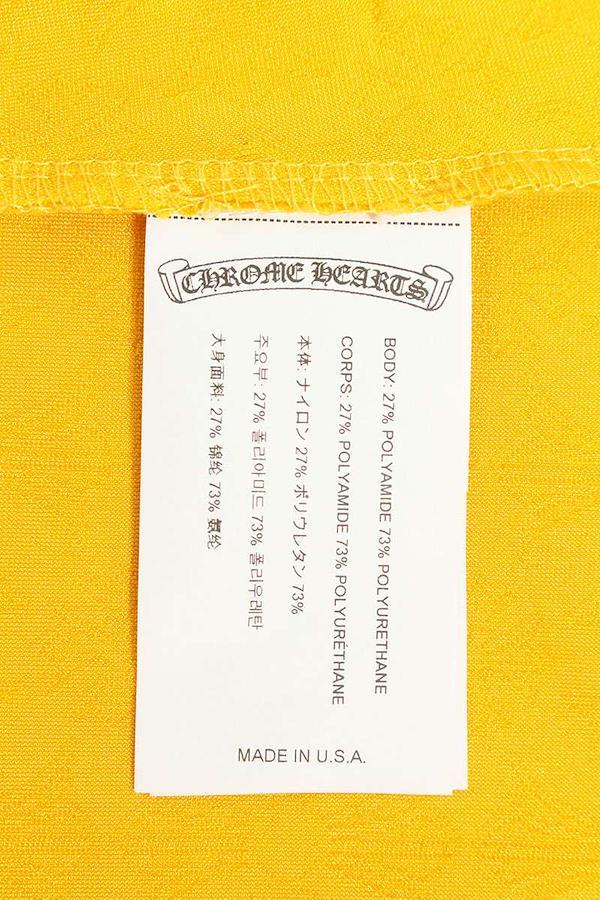 CHROME HEARTS
BODY: 27% POLYAMIDE 73% POLYURETHANE
CORPS: 27% POLYAMIDE 73% POLYURÉTHANE
本体: ナイロン 27% ポリウレタン 73%
주요부: 27% 폴리아미드 73% 폴리우레탄
大身面料: 27% 锦纶 73% 氨纶
MADE IN U.S.A.